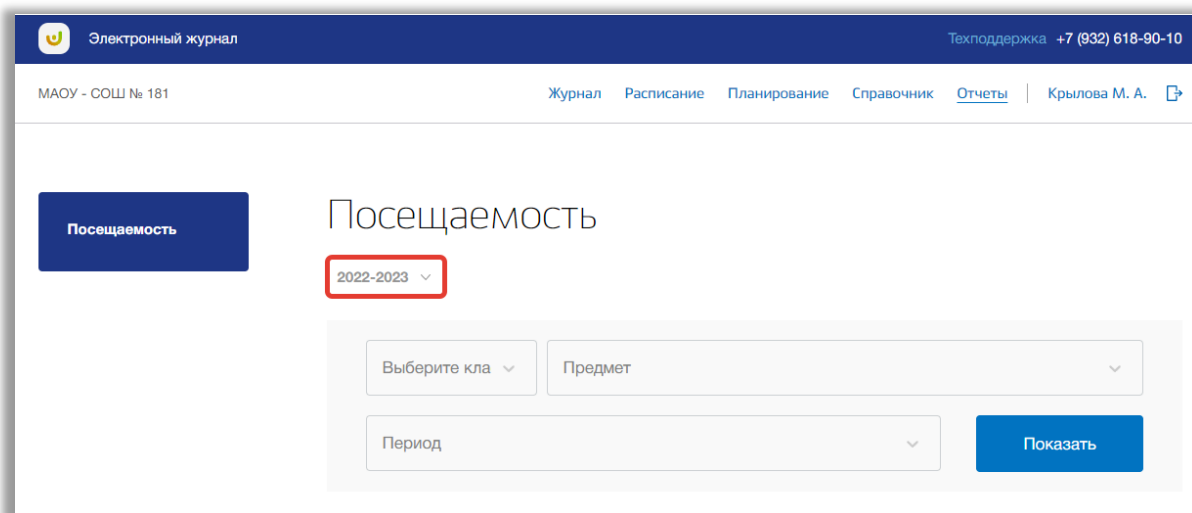 Электронный журнал
Техподдержка +7 (932) 618-90-10
МАОУ - СОШ № 181
Журнал Расписание Планирование Справочник Отчеты Крылова М. А.
Посещаемость
Посещаемость
2022-2023
Выберите кла
Предмет
Период
Показать